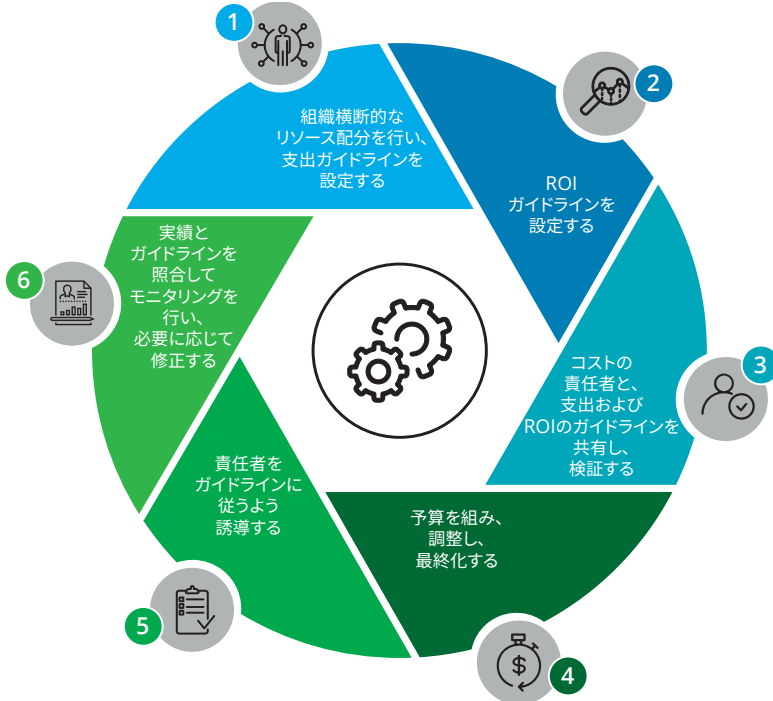 1
組織横断的な
リソース配分を行い、
支出ガイドラインを
設定する
2
ROI
ガイドラインを
設定する
3
コストの
責任者と、
支出および
ROIのガイドラインを
共有し、
検証する
4
予算を組み、
調整し、
最終化する
$
5
責任者を
ガイドラインに
従うよう
誘導する
6
実績と
ガイドラインを
照合して
モニタリングを
行い、
必要に応じて
修正する